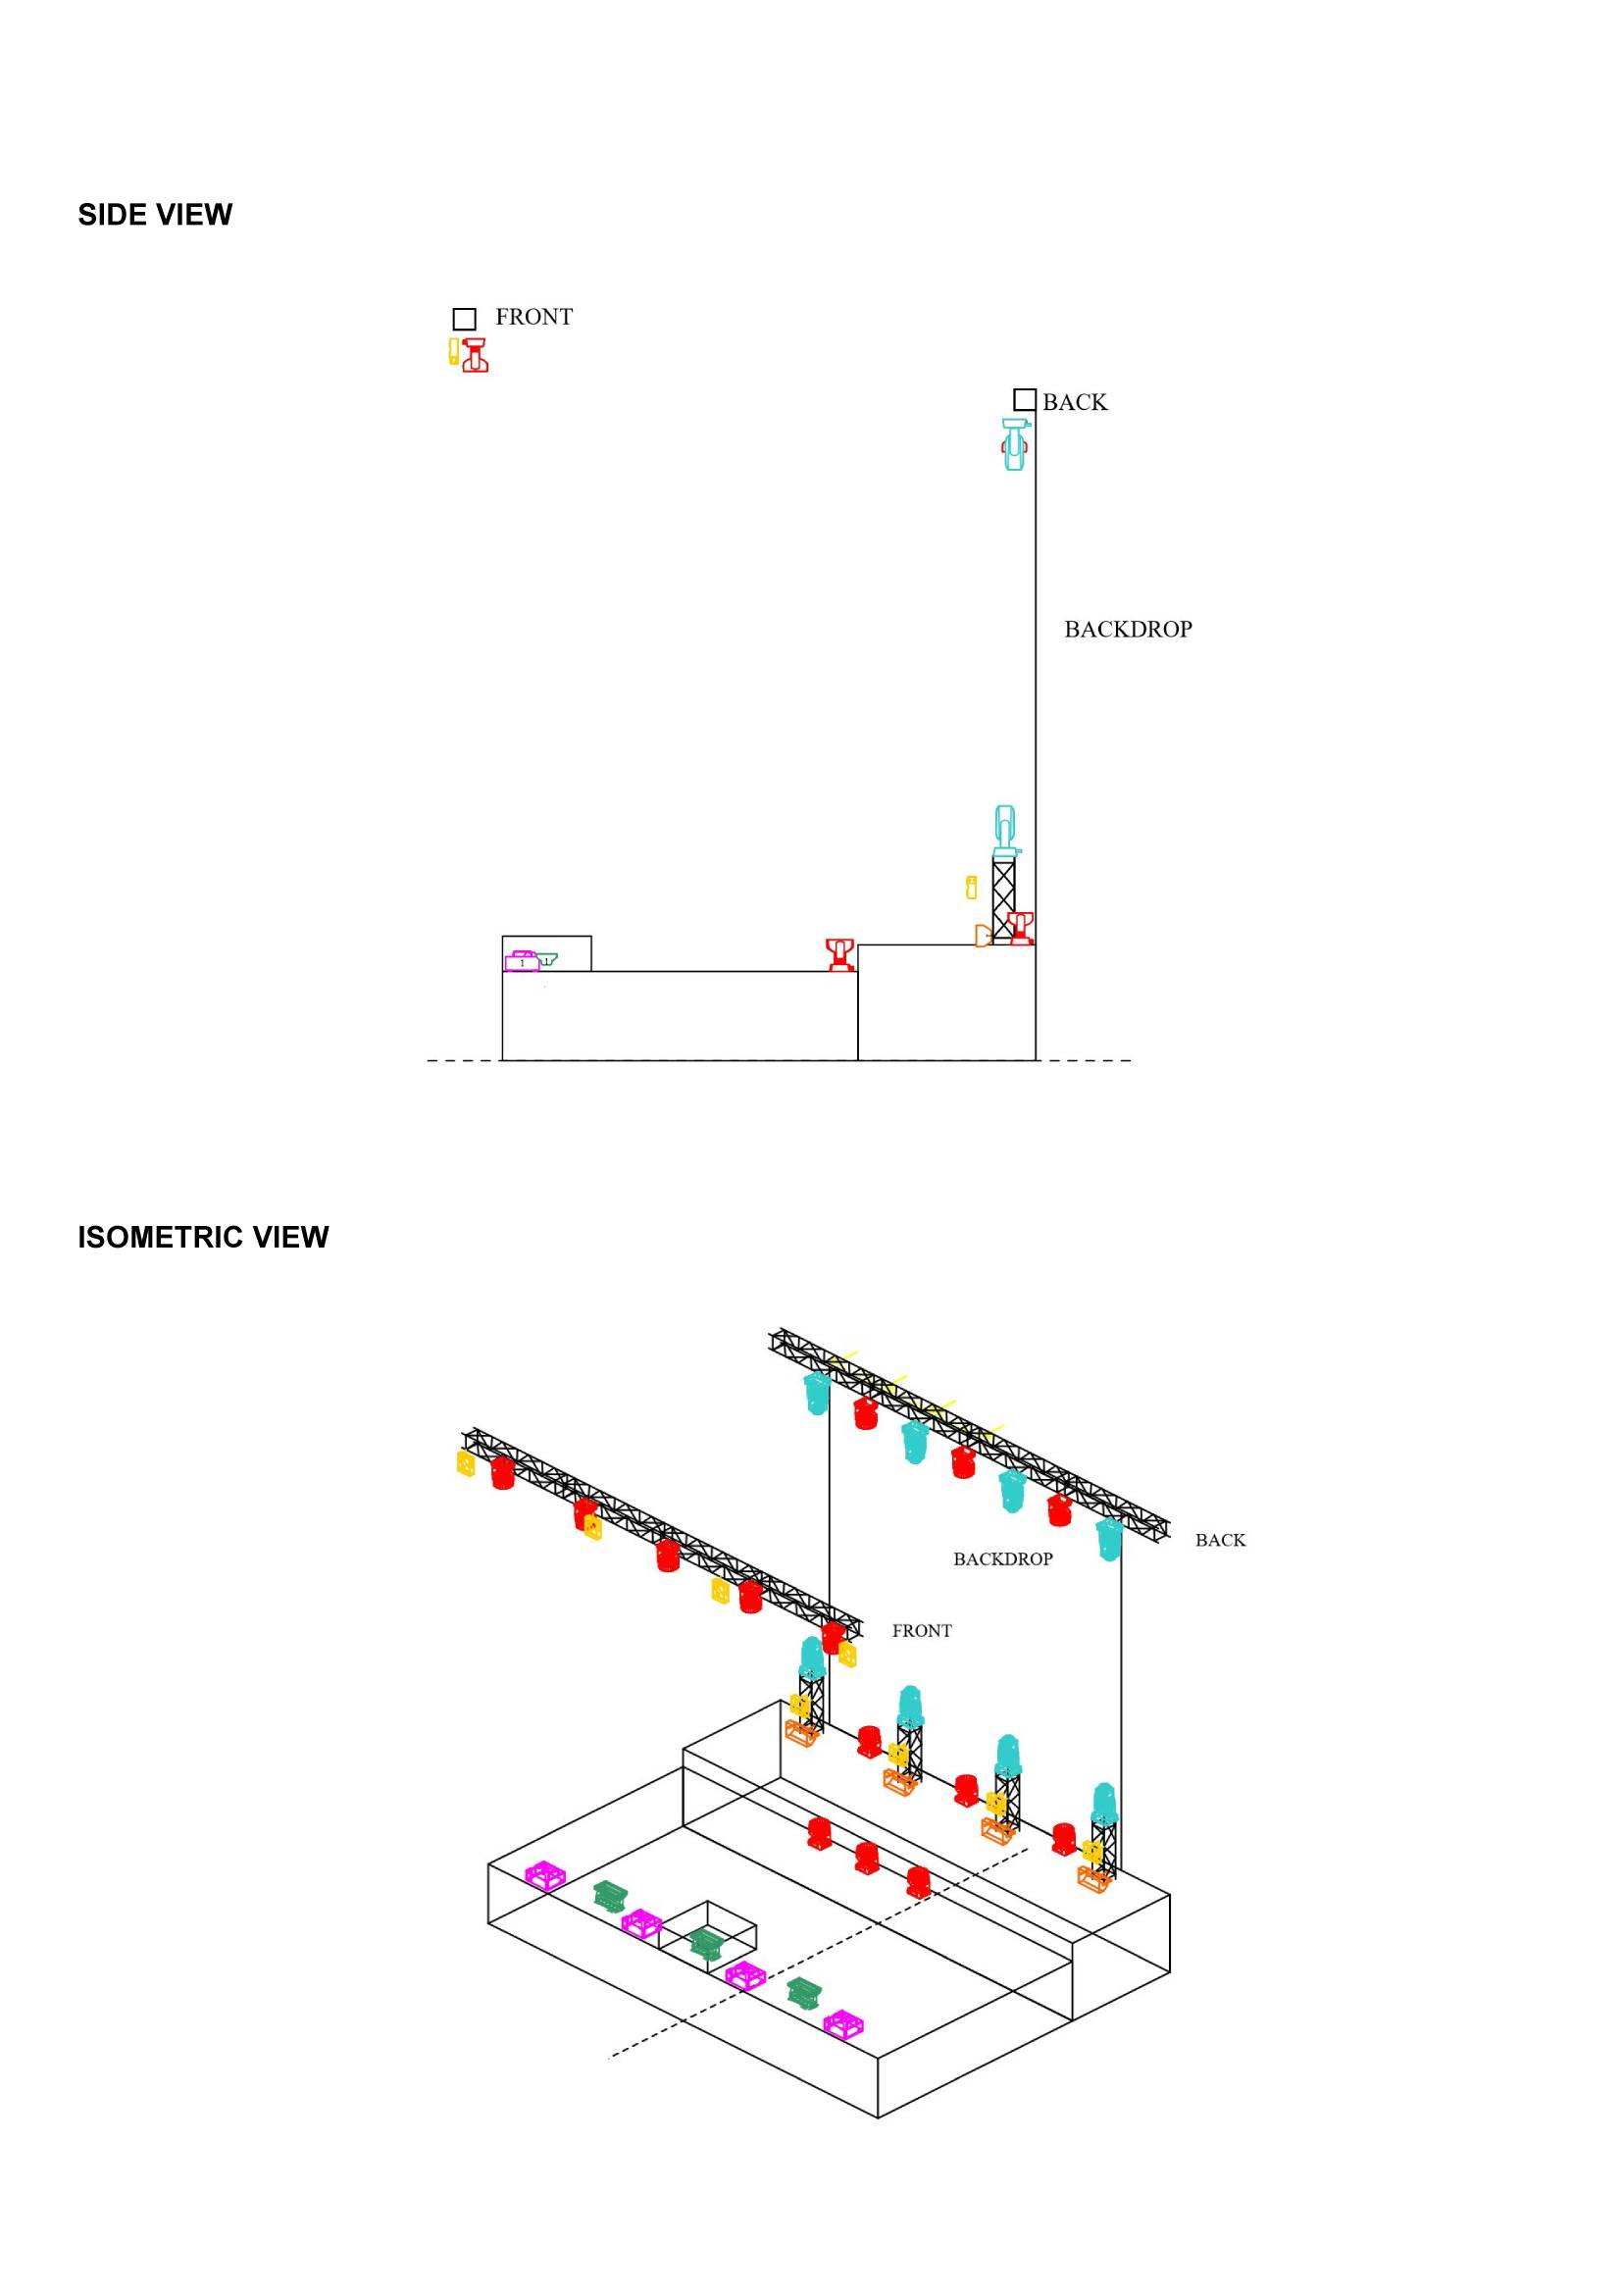 SIDE VIEW
FRONT
BACK
BACKDROP
1
1
ISOMETRIC VIEW
BACK
BACKDROP
FRONT